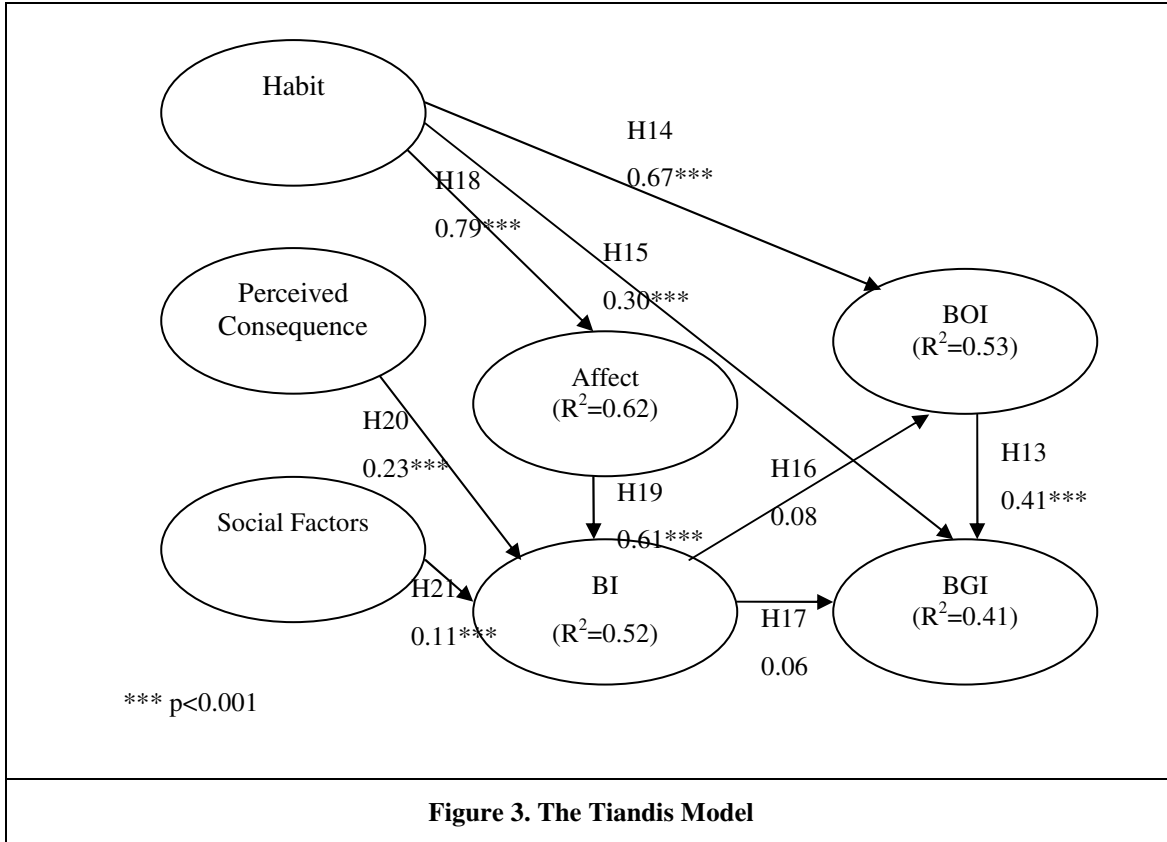 Habit
H14
0.67***
H18
0.79***
H15
0.30***
Perceived
Consequence
BOI
(R²=0.53)
Affect
(R²=0.62)
H20
0.23***
H16
0.08
H13
0.41***
H19
0.61***
Social Factors
H21
0.11***
BI
(R²=0.52)
H17
0.06
BGI
(R²=0.41)
*** p<0.001
Figure 3. The Tiandis Model